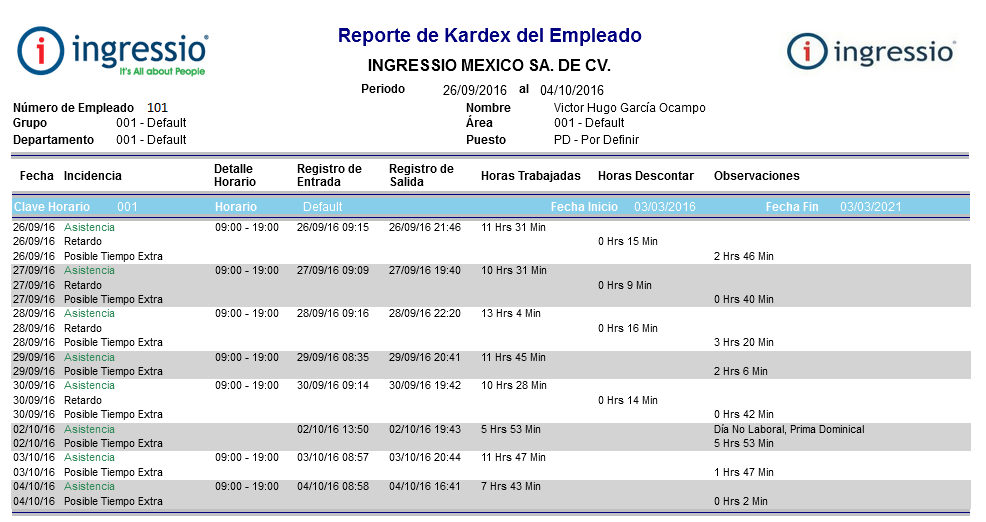 ingressio
It's All about People
Reporte de Kardex del Empleado
ingressio
INGRESSIO MEXICO SA. DE CV.
Periodo 26/09/2016 al 04/10/2016
Número de Empleado 101 Nombre Victor Hugo García Ocampo
Grupo 001 - Default Área 001 - Default
Departamento 001 - Default Puesto PD - Por Definir
Fecha Incidencia Detalle Horario Registro de Entrada Registro de Salida Horas Trabajadas Horas Descontar Observaciones
Clave Horario 001 Horario Default Fecha Inicio 03/03/2016 Fecha Fin 03/03/2021
26/09/16 Asistencia 09:00 - 19:00 26/09/16 09:15 26/09/16 21:46 11 Hrs 31 Min
26/09/16 Retardo 0 Hrs 15 Min
26/09/16 Posible Tiempo Extra 2 Hrs 46 Min
27/09/16 Asistencia 09:00 - 19:00 27/09/16 09:09 27/09/16 19:40 10 Hrs 31 Min
27/09/16 Retardo 0 Hrs 9 Min
27/09/16 Posible Tiempo Extra 0 Hrs 40 Min
28/09/16 Asistencia 09:00 - 19:00 28/09/16 09:16 28/09/16 22:20 13 Hrs 4 Min
28/09/16 Retardo 0 Hrs 16 Min
28/09/16 Posible Tiempo Extra 3 Hrs 20 Min
29/09/16 Asistencia 09:00 - 19:00 29/09/16 08:35 29/09/16 20:41 11 Hrs 45 Min
29/09/16 Posible Tiempo Extra 2 Hrs 6 Min
30/09/16 Asistencia 09:00 - 19:00 30/09/16 09:14 30/09/16 19:42 10 Hrs 28 Min
30/09/16 Retardo 0 Hrs 14 Min
30/09/16 Posible Tiempo Extra 0 Hrs 42 Min
02/10/16 Asistencia 02/10/16 13:50 02/10/16 19:43 5 Hrs 53 Min Día No Laboral, Prima Dominical
02/10/16 Posible Tiempo Extra 5 Hrs 53 Min
03/10/16 Asistencia 09:00 - 19:00 03/10/16 08:57 03/10/16 20:44 11 Hrs 47 Min
03/10/16 Posible Tiempo Extra 1 Hrs 47 Min
04/10/16 Asistencia 09:00 - 19:00 04/10/16 08:58 04/10/16 16:41 7 Hrs 43 Min
04/10/16 Posible Tiempo Extra 0 Hrs 2 Min